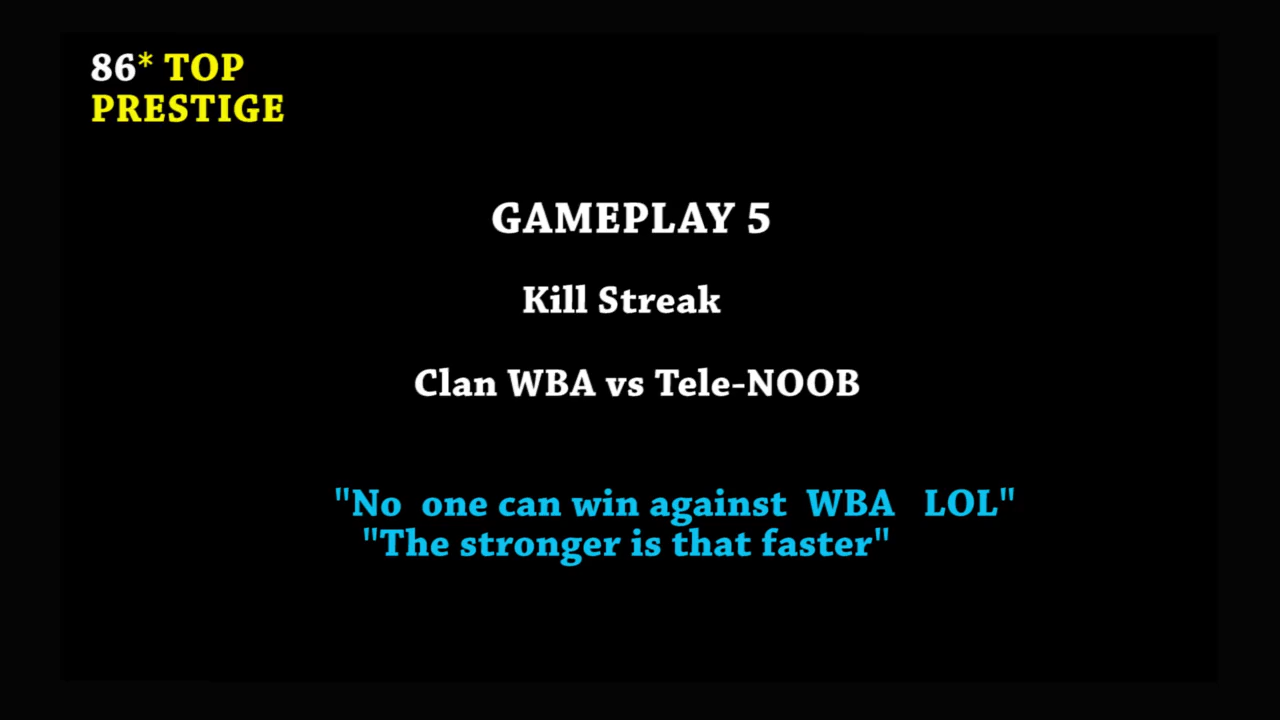 86* TOP
PRESTIGE
GAMEPLAY 5
Kill Streak
Clan WBA vs Tele-NOOB
"No one can win against WBA LOL"
"The stronger is that faster"